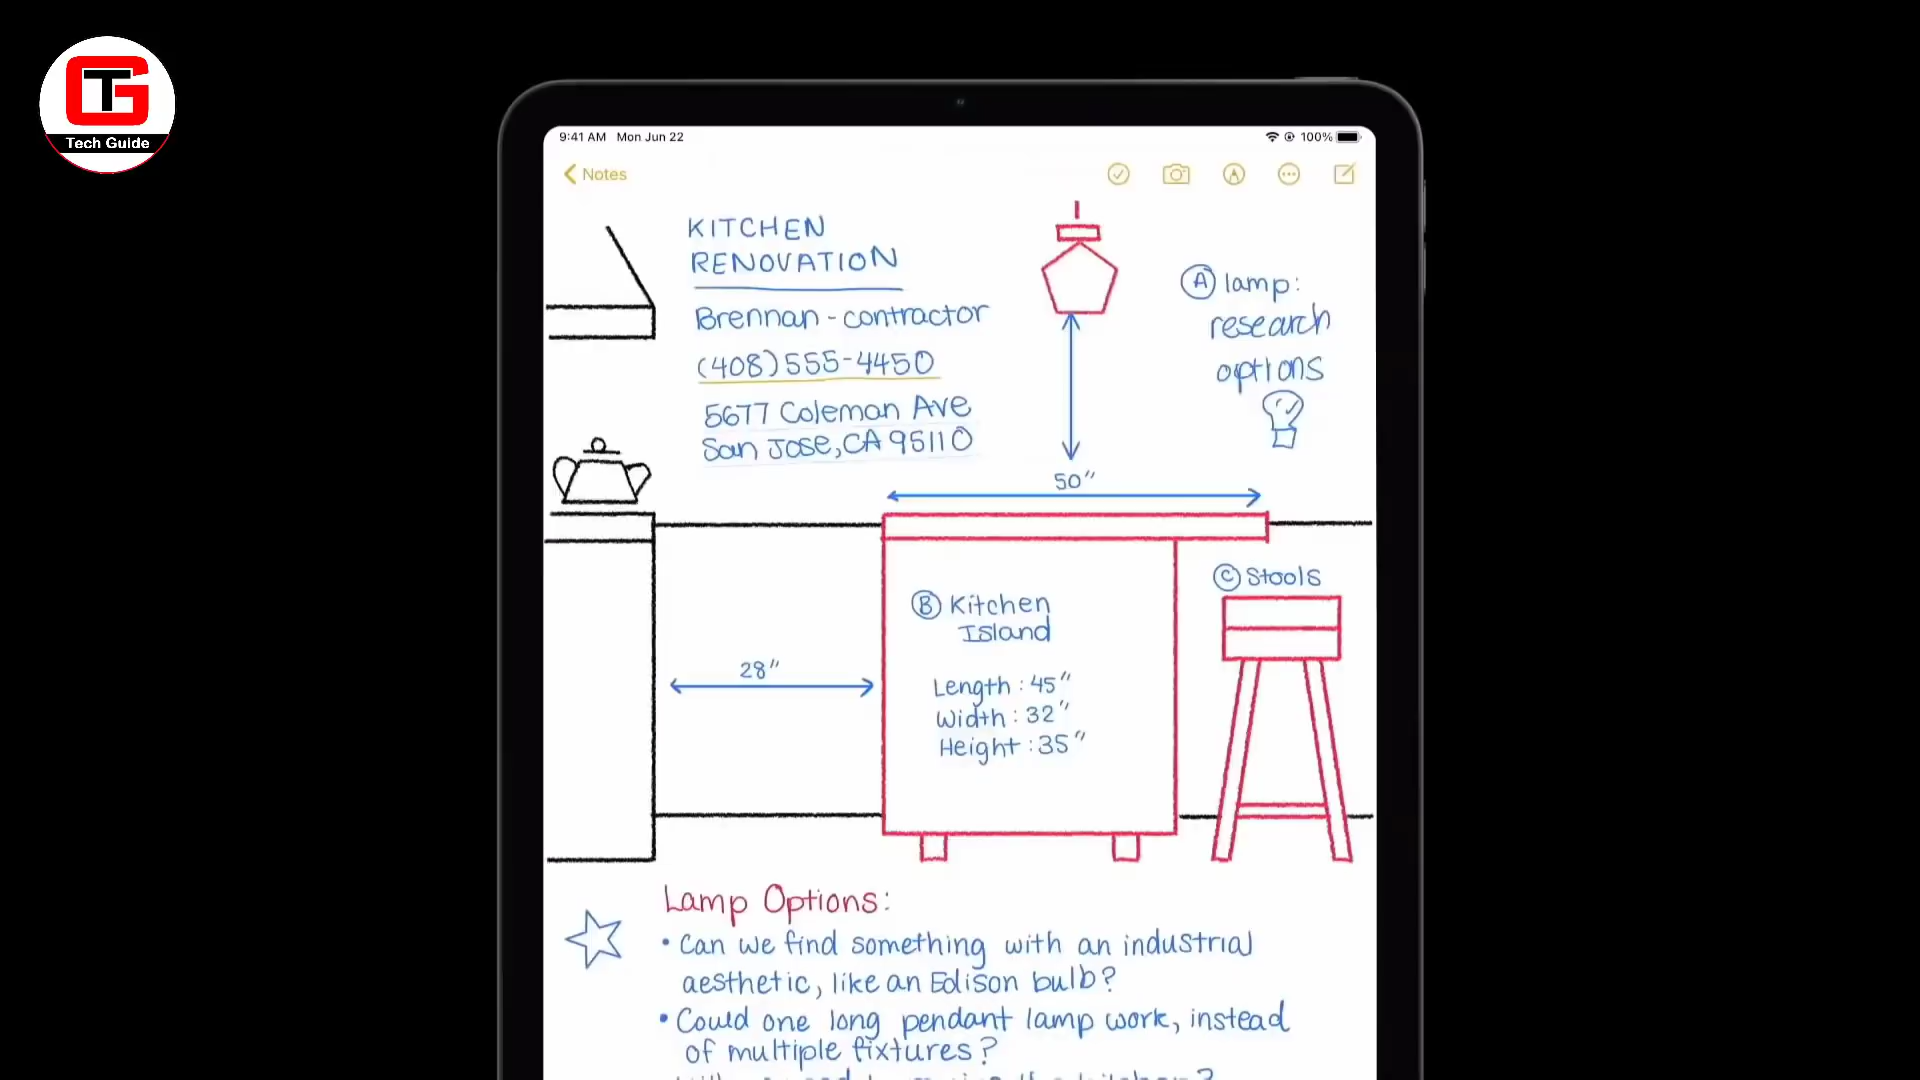 TG
Tech Guide
9:41 AM Mon Jun 22
100%
Notes
KITCHEN
RENOVATION
Brennan - contractor
(408) 555-4450
5677 Coleman Ave
San Jose, CA 95110
A lamp:
research
options
50"
C Stools
B Kitchen
Island
28"
Length : 45"
Width : 32"
Height : 35"
Lamp Options:
• Can we find something with an industrial
aesthetic, like an Edison bulb?
• Could one long pendant lamp work, instead
of multiple fixtures?